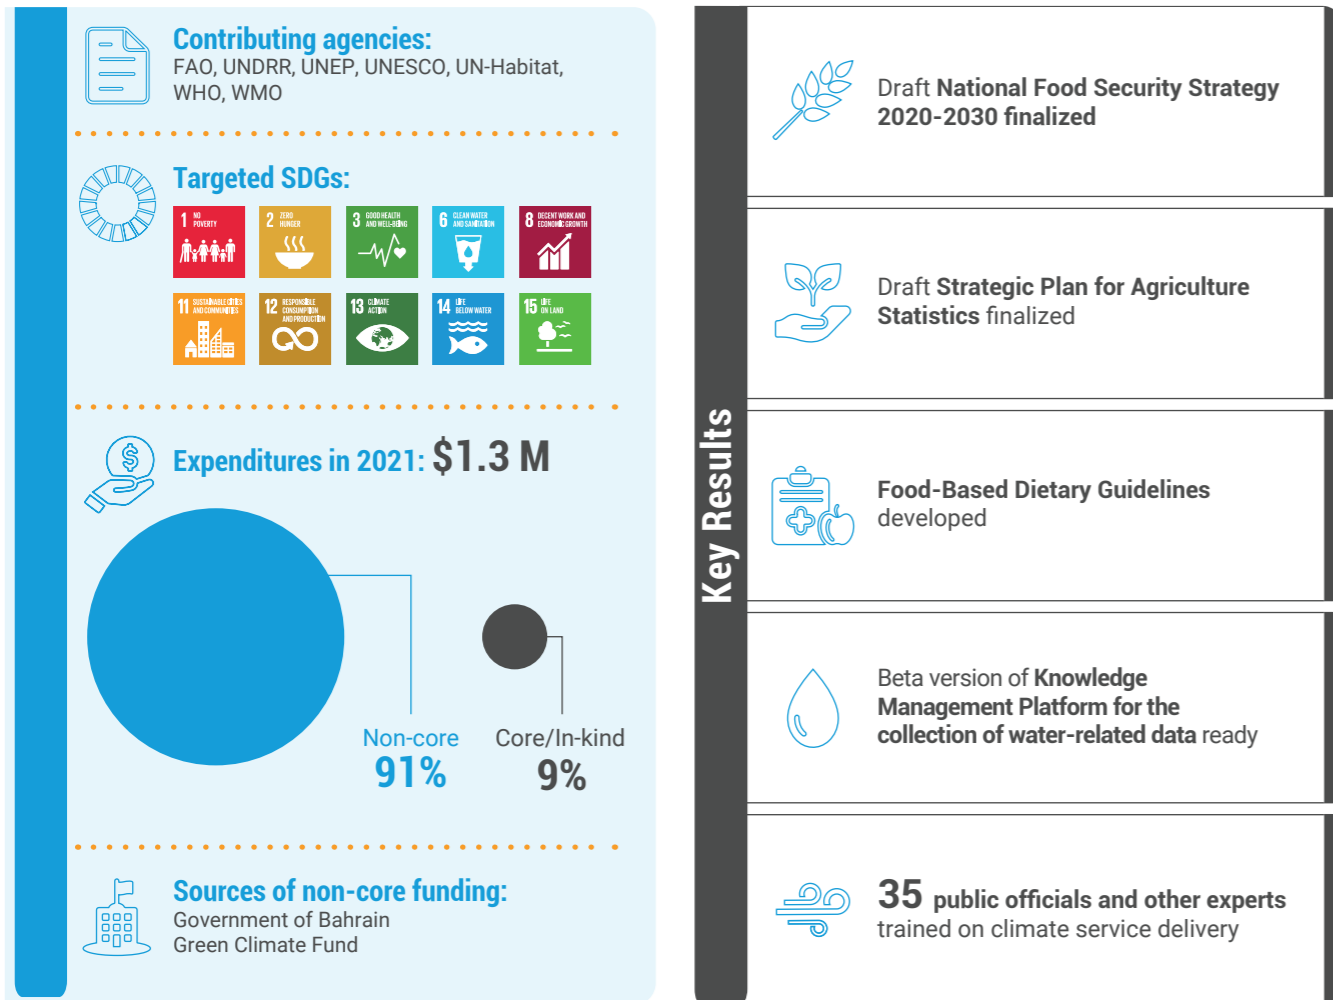 Contributing agencies:
FAO, UNDRR, UNEP, UNESCO, UN-Habitat,
WHO, WMO
Targeted SDGs:
1 NO
POVERTY
2 ZERO
HUNGER
3 GOOD HEALTH
AND WELL-BEING
6 CLEAN WATER
AND SANITATION
8 DECENT WORK AND
ECONOMIC GROWTH
11 SUSTAINABLE CITIES
AND COMMUNITIES
12 RESPONSIBLE
CONSUMPTION
AND PRODUCTION
13 CLIMATE
ACTION
14 LIFE
BELOW WATER
15 LIFE
ON LAND
Expenditures in 2021: $1.3 M
$
Non-core
91%
Core/In-kind
9%
Sources of non-core funding:
Government of Bahrain
Green Climate Fund
Key Results
Draft National Food Security Strategy
2020-2030 finalized
Draft Strategic Plan for Agriculture
Statistics finalized
Food-Based Dietary Guidelines
developed
Beta version of Knowledge
Management Platform for the
collection of water-related data ready
35 public officials and other experts
trained on climate service delivery